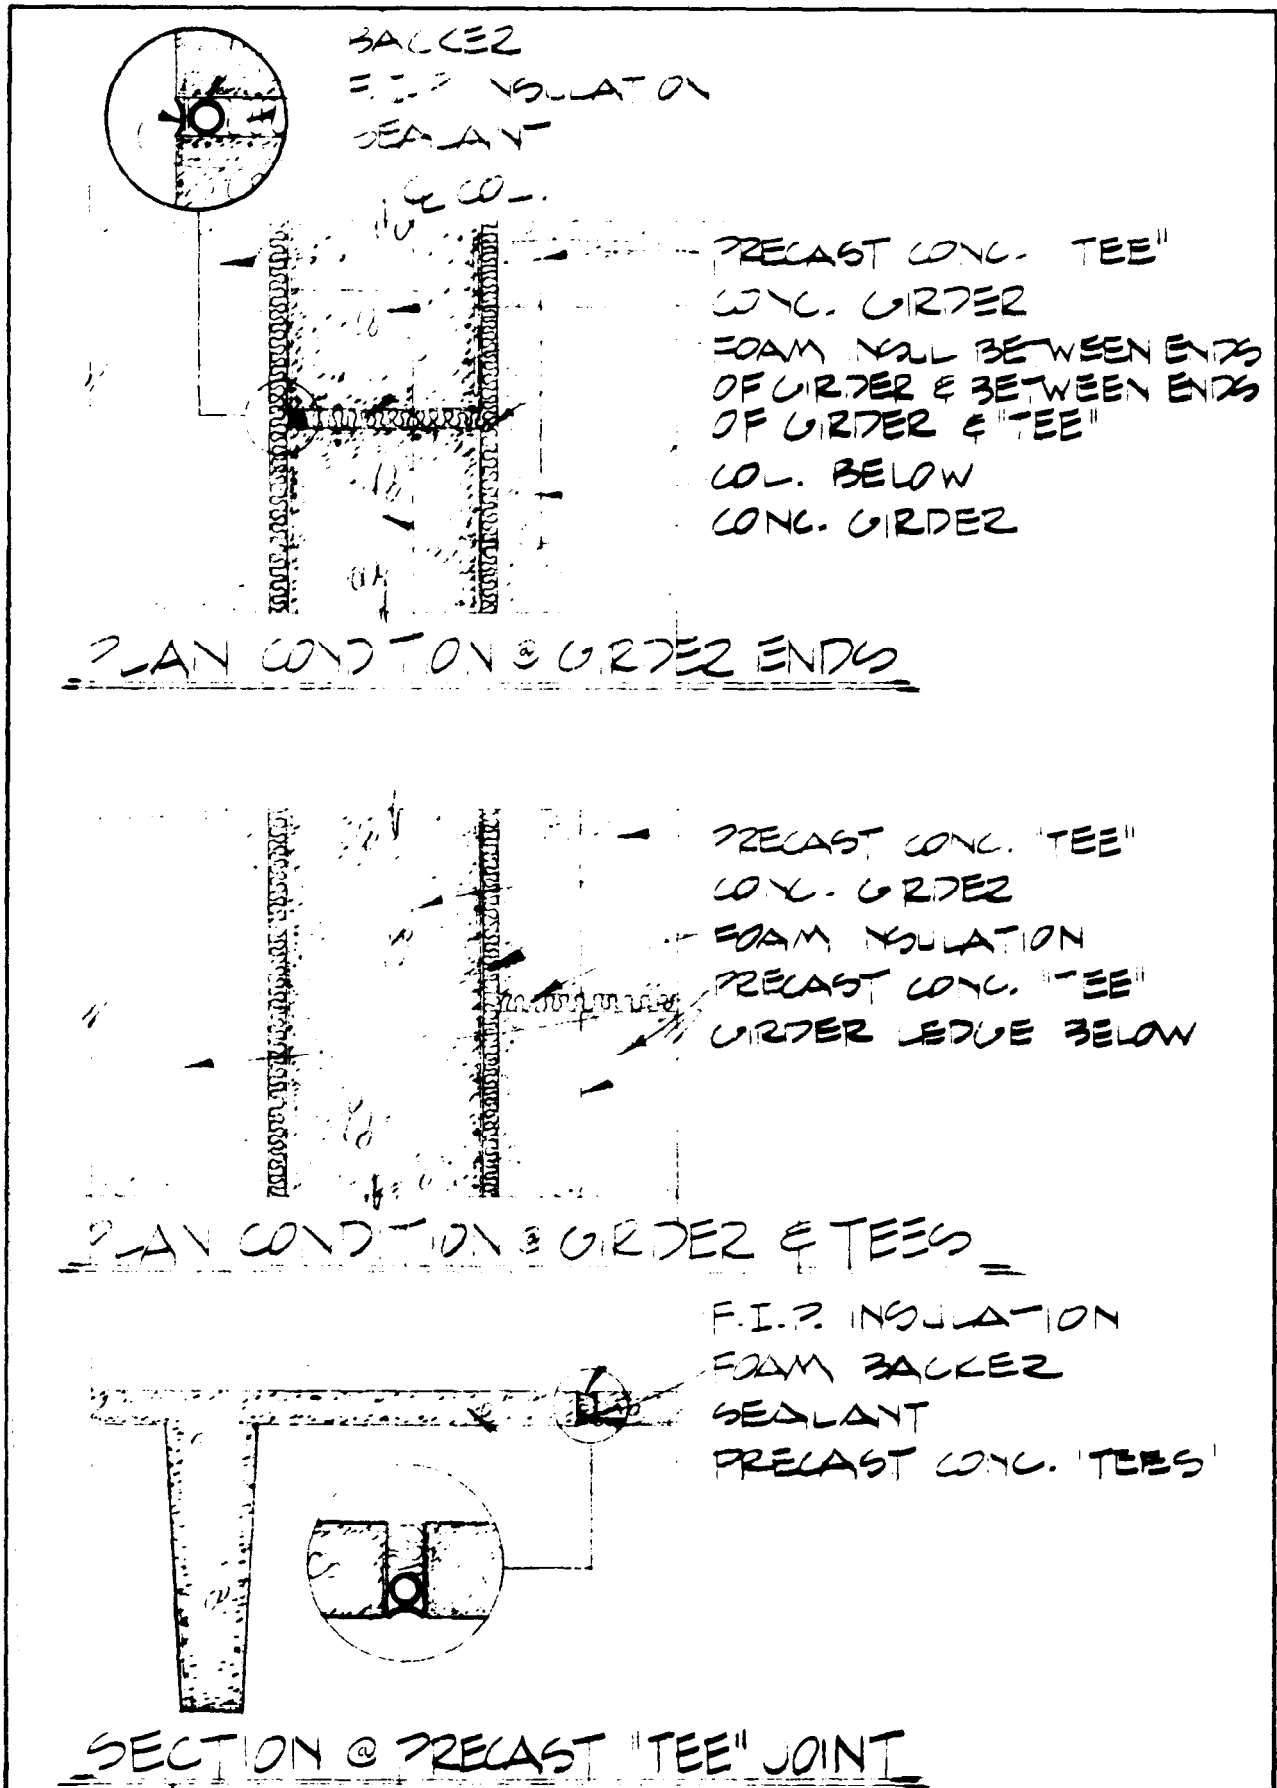 BACKER
F.I.P. INSULATION
SEALANT
℄ COL.
PRECAST CONC. "TEE"
CONC. GIRDER
FOAM INSUL BETWEEN ENDS
OF GIRDER & BETWEEN ENDS
OF GIRDER & "TEE"
COL. BELOW
CONC. GIRDER
PLAN CONDITION @ GIRDER ENDS
PRECAST CONC. "TEE"
CONC. GIRDER
FOAM INSULATION
PRECAST CONC. "TEE"
GIRDER LEDGE BELOW
PLAN CONDITION @ GIRDER & TEES
F.I.P. INSULATION
FOAM BACKER
SEALANT
PRECAST CONC. 'TEES'
SECTION @ PRECAST "TEE" JOINT